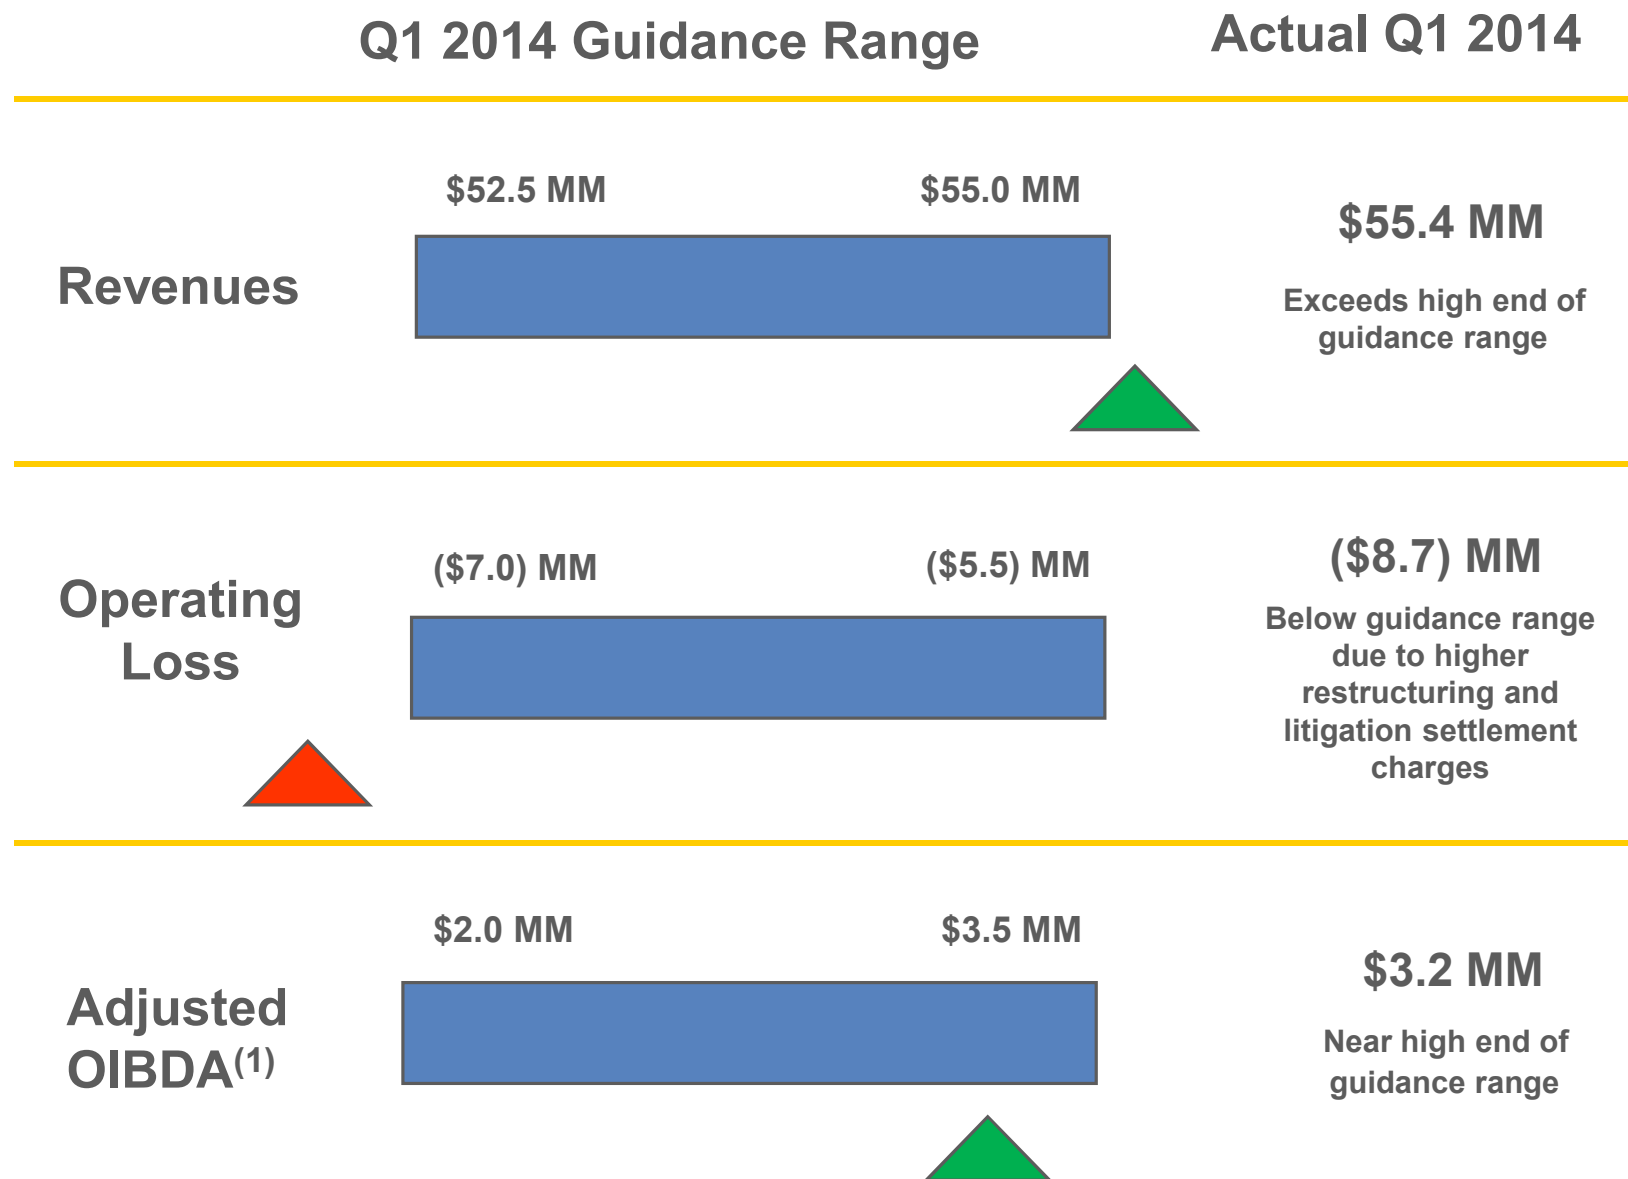 Q1 2014 Guidance Range
Actual Q1 2014
Revenues
$52.5 MM
$55.0 MM
$55.4 MM
Exceeds high end of
guidance range
Operating
Loss
($7.0) MM
($5.5) MM
($8.7) MM
Below guidance range
due to higher
restructuring and
litigation settlement
charges
Adjusted
OIBDA(1)
$2.0 MM
$3.5 MM
$3.2 MM
Near high end of
guidance range